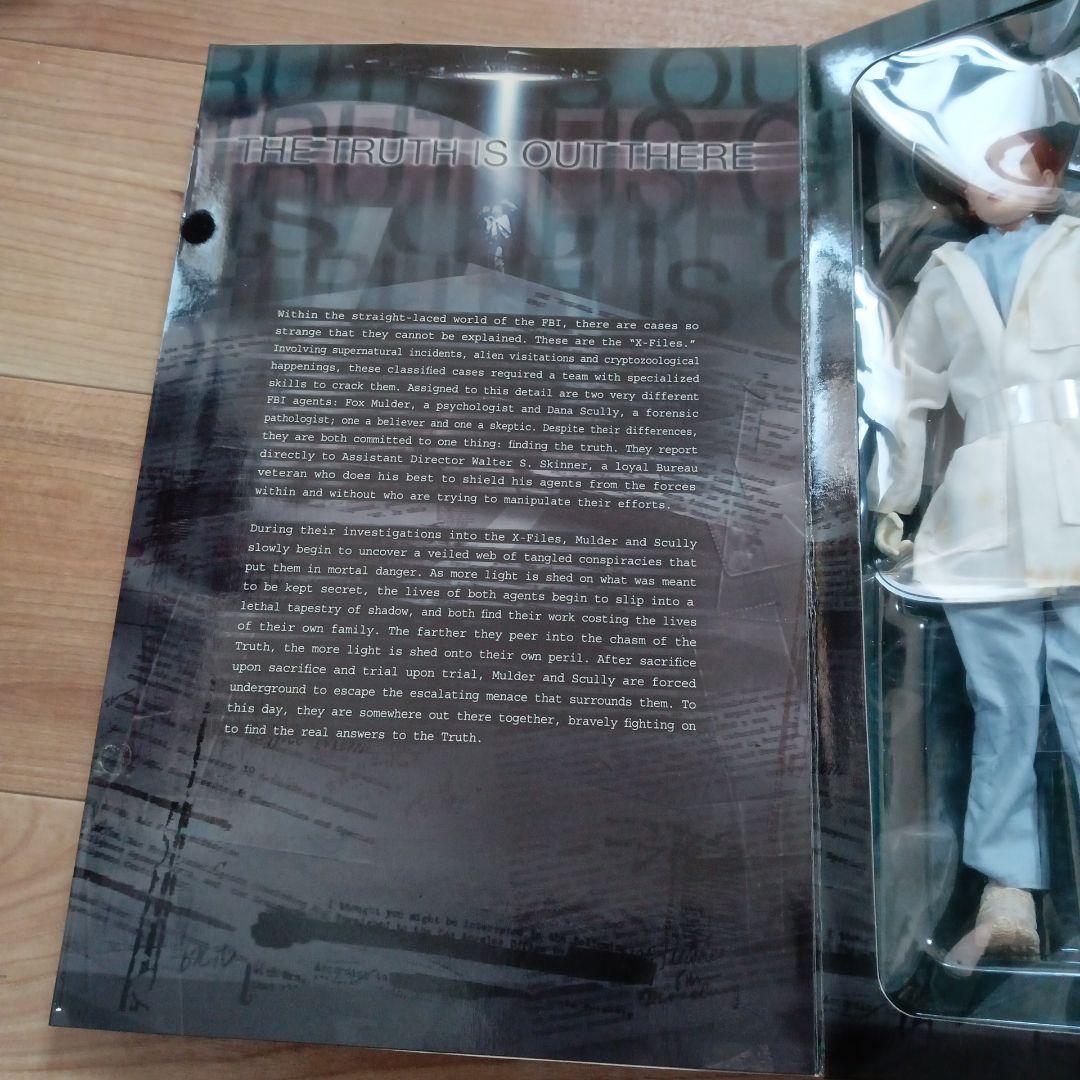 THE TRUTH IS OUT THERE
Within the straight-laced world of the FBI, there are cases so
strange that they cannot be explained. These are the "X-Files."
Involving supernatural incidents, alien visitations and cryptozoological
happenings, these classified cases required a team with specialized
skills to crack them. Assigned to this detail are two very different
FBI agents: Fox Mulder, a psychologist and Dana Scully, a forensic
pathologist; one a believer and one a skeptic. Despite their differences,
they are both committed to one thing: finding the truth. They report
directly to Assistant Director Walter S. Skinner, a loyal Bureau
veteran who does his best to shield his agents from the forces
within and without who are trying to manipulate their efforts.
During their investigations into the X-Files, Mulder and Scully
slowly begin to uncover a veiled web of tangled conspiracies that
put them in mortal danger. As more light is shed on what was meant
to be kept secret, the lives of both agents begin to slip into a
lethal tapestry of shadow, and both find their work costing the lives
of their own family. The farther they peer into the chasm of the
Truth, the more light is shed onto their own peril. After sacrifice
upon sacrifice and trial upon trial, Mulder and Scully are forced
underground to escape the escalating menace that surrounds them. To
this day, they are somewhere out there together, bravely fighting on
to find the real answers to the Truth.
I thought you might be interested in the